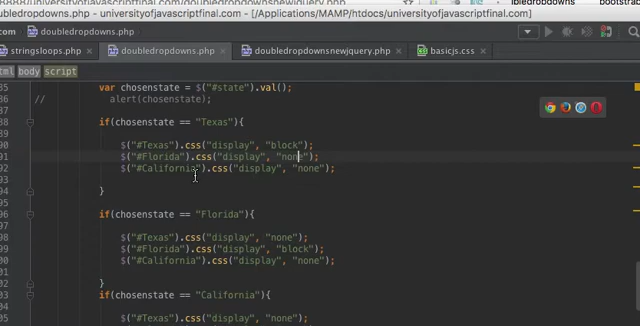 doubledropdowns.php - universityofjavascriptfinal.com - [/Applications/MAMP/htdocs/universityofjavascriptfinal.com]
doubledropdowns.php
stringsloops.php × doubledropdowns.php × doubledropdownsnewjquery.php × basicjs.css ×
html body script
var chosenstate = $("#state").val();
// alert(chosenstate);
if(chosenstate == "Texas"){
$("#Texas").css("display", "block");
$("#Florida").css("display", "none");
$("#California").css("display", "none");
}
if(chosenstate == "Florida"){
$("#Texas").css("display", "none");
$("#Florida").css("display", "block");
$("#California").css("display", "none");
}
if(chosenstate == "California"){
$("#Texas").css("display", "none");